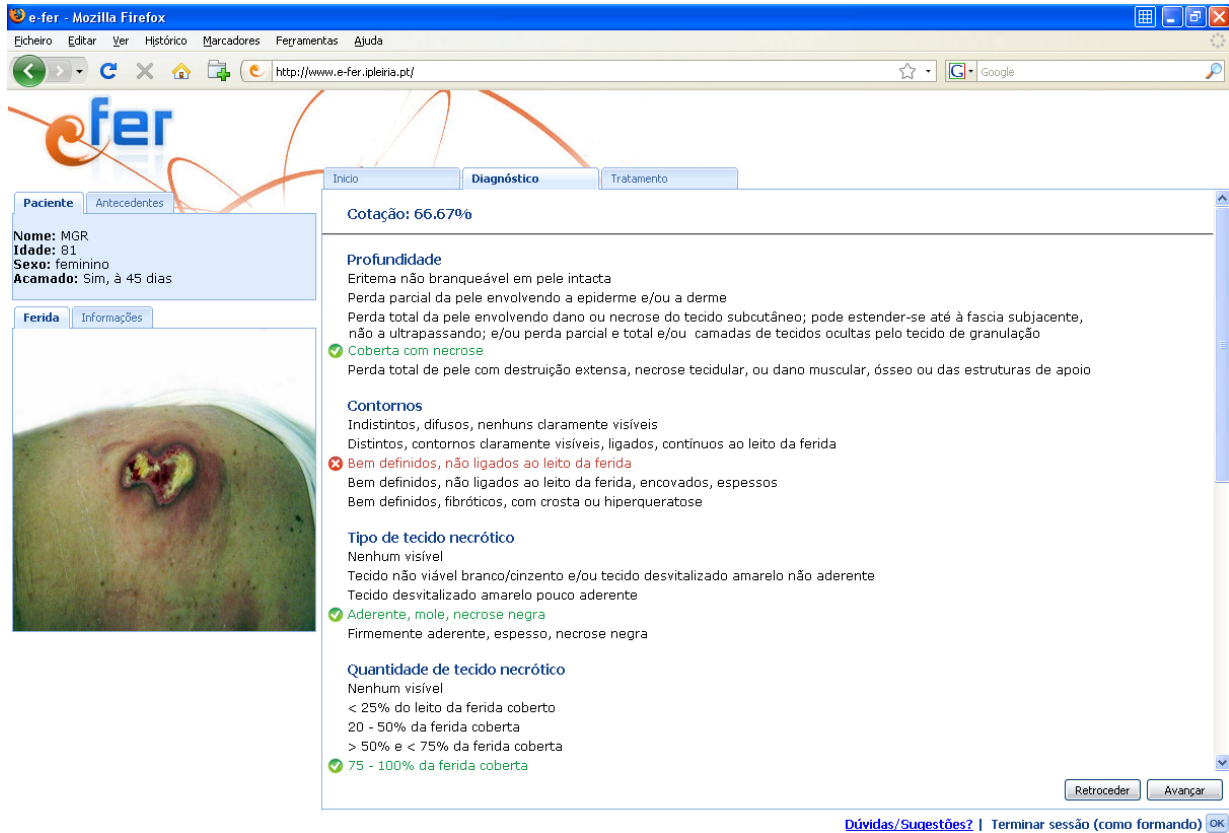 e-fer - Mozilla Firefox
Ficheiro Editar Ver Histórico Marcadores Ferramentas Ajuda
http://www.e-fer.ipleiria.pt/
G Google
efer
Inicio Diagnóstico Tratamento
Paciente Antecedentes
Nome: MGR
Idade: 81
Sexo: feminino
Acamado: Sim, à 45 dias
Ferida Informações
Cotação: 66.67%
Profundidade
Eritema não branqueável em pele intacta
Perda parcial da pele envolvendo a epiderme e/ou a derme
Perda total da pele envolvendo dano ou necrose do tecido subcutâneo; pode estender-se até à fascia subjacente,
não a ultrapassando; e/ou perda parcial e total e/ou camadas de tecidos ocultas pelo tecido de granulação
Coberta com necrose
Perda total de pele com destruição extensa, necrose tecidular, ou dano muscular, ósseo ou das estruturas de apoio
Contornos
Indistintos, difusos, nenhuns claramente visíveis
Distintos, contornos claramente visíveis, ligados, contínuos ao leito da ferida
Bem definidos, não ligados ao leito da ferida
Bem definidos, não ligados ao leito da ferida, encovados, espessos
Bem definidos, fibróticos, com crosta ou hiperqueratose
Tipo de tecido necrótico
Nenhum visível
Tecido não viável branco/cinzento e/ou tecido desvitalizado amarelo não aderente
Tecido desvitalizado amarelo pouco aderente
Aderente, mole, necrose negra
Firmemente aderente, espesso, necrose negra
Quantidade de tecido necrótico
Nenhum visível
< 25% do leito da ferida coberto
20 - 50% da ferida coberta
> 50% e < 75% da ferida coberta
75 - 100% da ferida coberta
Retroceder Avançar
Dúvidas/Sugestões? | Terminar sessão (como formando) OK